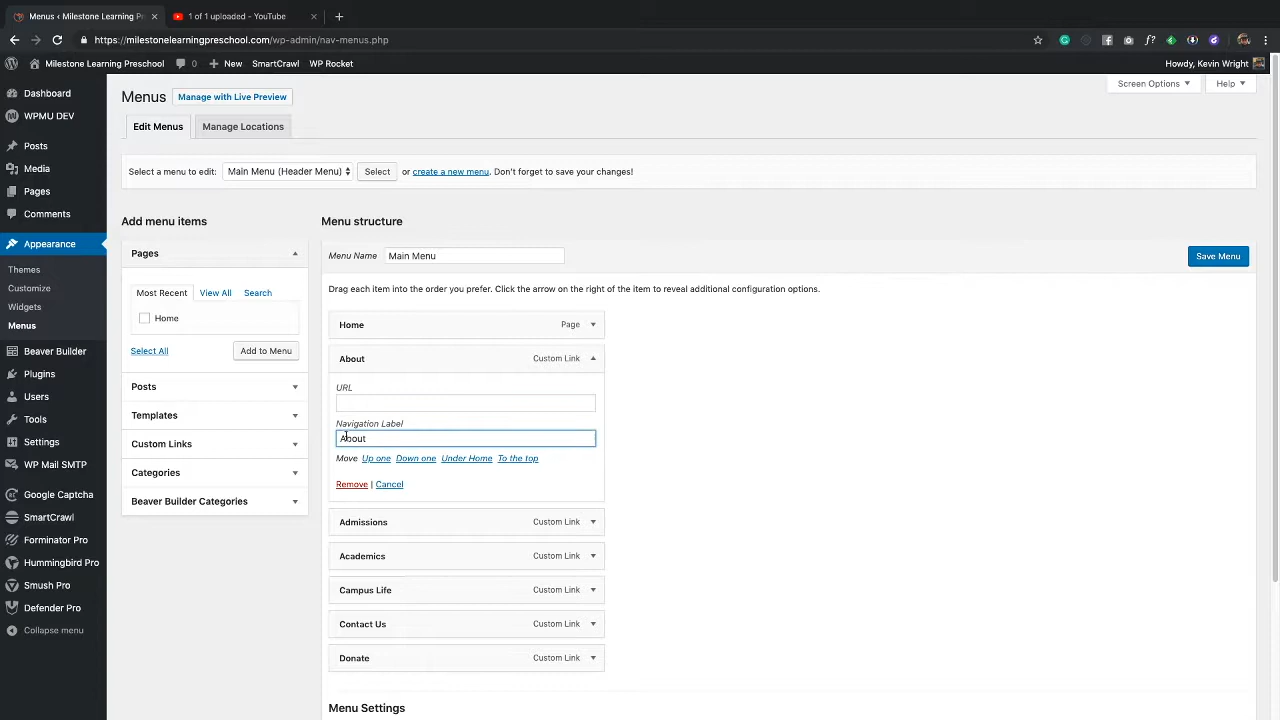 Menus ‹ Milestone Learning Pr
1 of 1 uploaded - YouTube
https://milestonelearningpreschool.com/wp-admin/nav-menus.php
Milestone Learning Preschool
0
New
SmartCrawl
WP Rocket
Howdy, Kevin Wright
Dashboard
WPMU DEV
Posts
Media
Pages
Comments
Appearance
Themes
Customize
Widgets
Menus
Beaver Builder
Plugins
Users
Tools
Settings
WP Mail SMTP
Google Captcha
SmartCrawl
Forminator Pro
Hummingbird Pro
Smush Pro
Defender Pro
Collapse menu
Menus
Manage with Live Preview
Screen Options
Help
Edit Menus
Manage Locations
Select a menu to edit: Main Menu (Header Menu) Select or create a new menu. Don't forget to save your changes!
Add menu items
Pages
Most Recent View All Search
Home
Select All
Add to Menu
Posts
Templates
Custom Links
Categories
Beaver Builder Categories
Menu structure
Menu Name Main Menu
Save Menu
Drag each item into the order you prefer. Click the arrow on the right of the item to reveal additional configuration options.
Home Page
About Custom Link
URL
Navigation Label
About
Move Up one Down one Under Home To the top
Remove | Cancel
Admissions Custom Link
Academics Custom Link
Campus Life Custom Link
Contact Us Custom Link
Donate Custom Link
Menu Settings